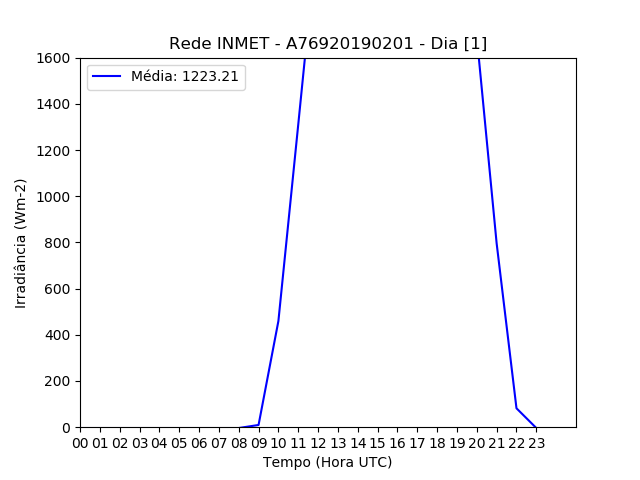 Rede INMET - A76920190201 - Dia [1]
Média: 1223.21
1600
1400
1200
1000
800
600
400
200
0
Irradiância (Wm-2)
00 01 02 03 04 05 06 07 08 09 10 11 12 13 14 15 16 17 18 19 20 21 22 23
Tempo (Hora UTC)